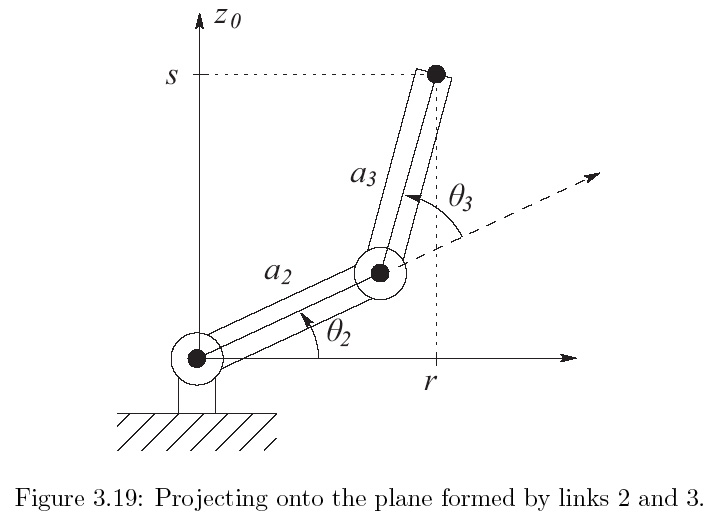 z0
s
a3
θ3
a2
θ2
r
Figure 3.19: Projecting onto the plane formed by links 2 and 3.